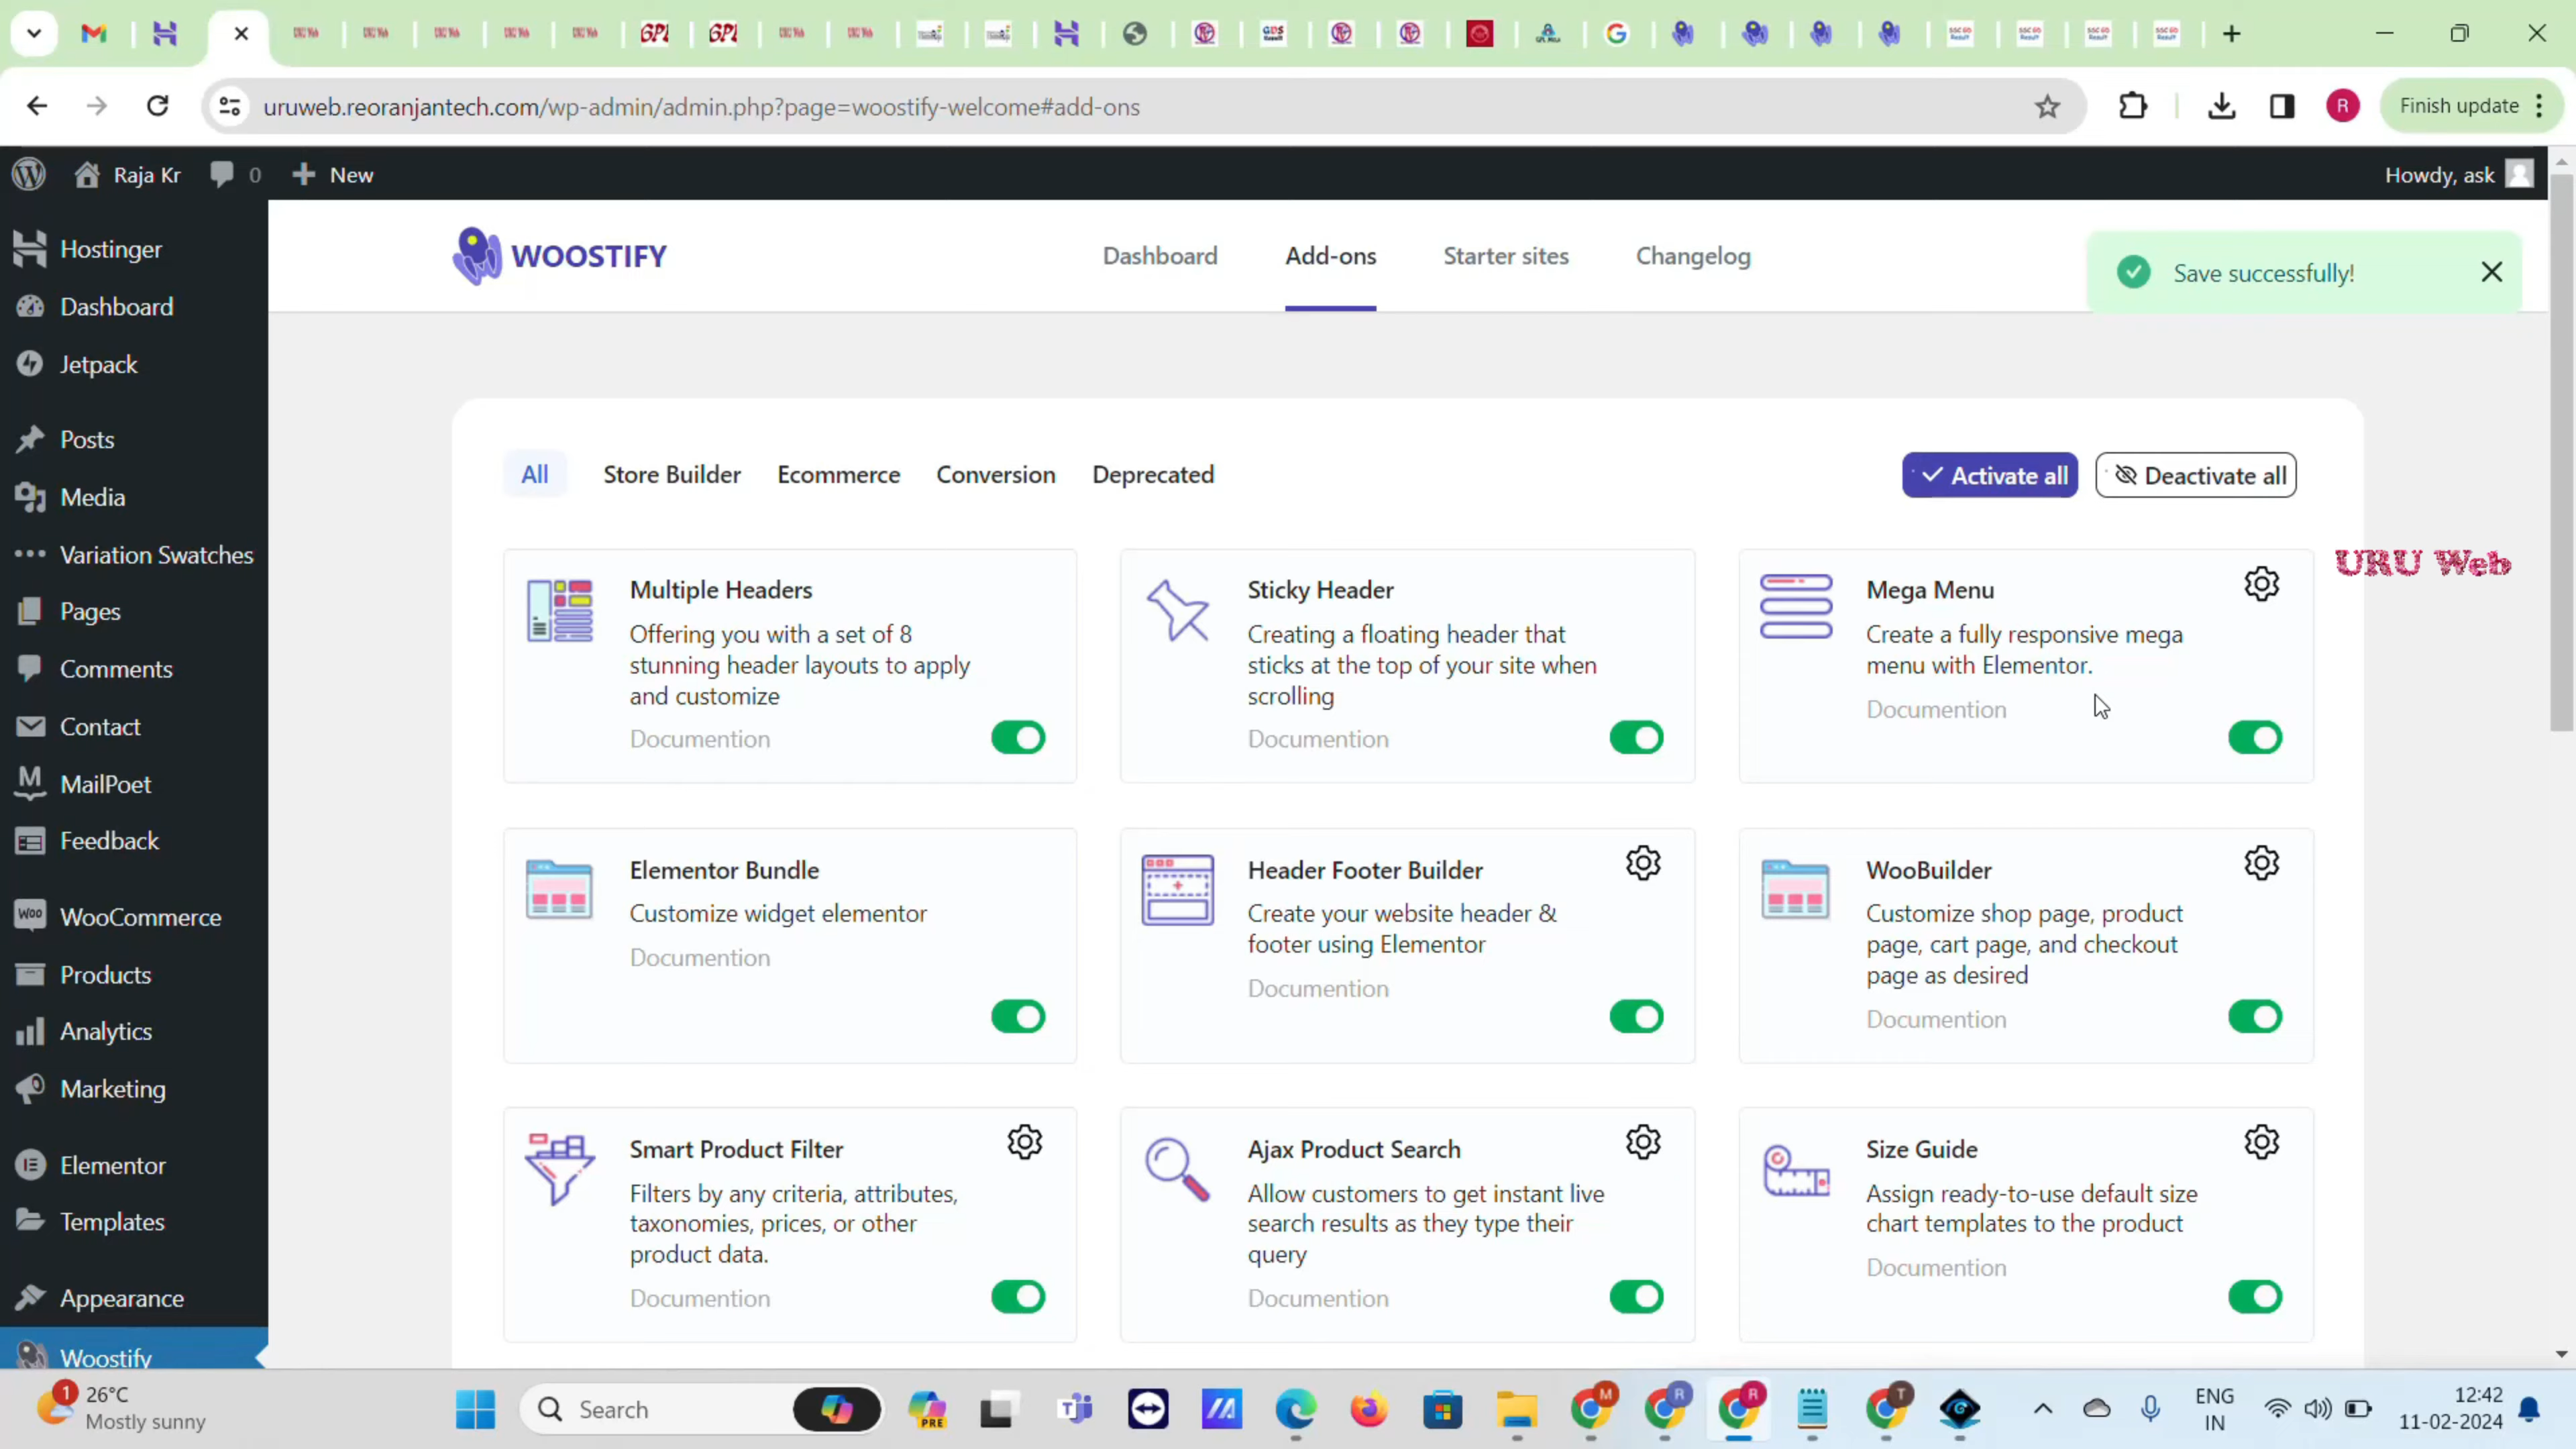 uruweb.reoranjantech.com/wp-admin/admin.php?page=woostify-welcome#add-ons
R
Finish update
Raja Kr
0
New
Howdy, ask
Hostinger
Dashboard
Jetpack
Posts
Media
Variation Swatches
Pages
Comments
Contact
MailPoet
Feedback
WooCommerce
Products
Analytics
Marketing
Elementor
Templates
Appearance
Woostify
WOOSTIFY
Dashboard
Add-ons
Starter sites
Changelog
Save successfully!
All
Store Builder
Ecommerce
Conversion
Deprecated
Activate all
Deactivate all
URU Web
Multiple Headers
Offering you with a set of 8
stunning header layouts to apply
and customize
Documention
Sticky Header
Creating a floating header that
sticks at the top of your site when
scrolling
Documention
Mega Menu
Create a fully responsive mega
menu with Elementor.
Documention
Elementor Bundle
Customize widget elementor
Documention
Header Footer Builder
Create your website header &
footer using Elementor
Documention
WooBuilder
Customize shop page, product
page, cart page, and checkout
page as desired
Documention
Smart Product Filter
Filters by any criteria, attributes,
taxonomies, prices, or other
product data.
Documention
Ajax Product Search
Allow customers to get instant live
search results as they type their
query
Documention
Size Guide
Assign ready-to-use default size
chart templates to the product
Documention
1
26°C
Mostly sunny
Search
PRE
M
R
R
T
ENG
IN
12:42
11-02-2024